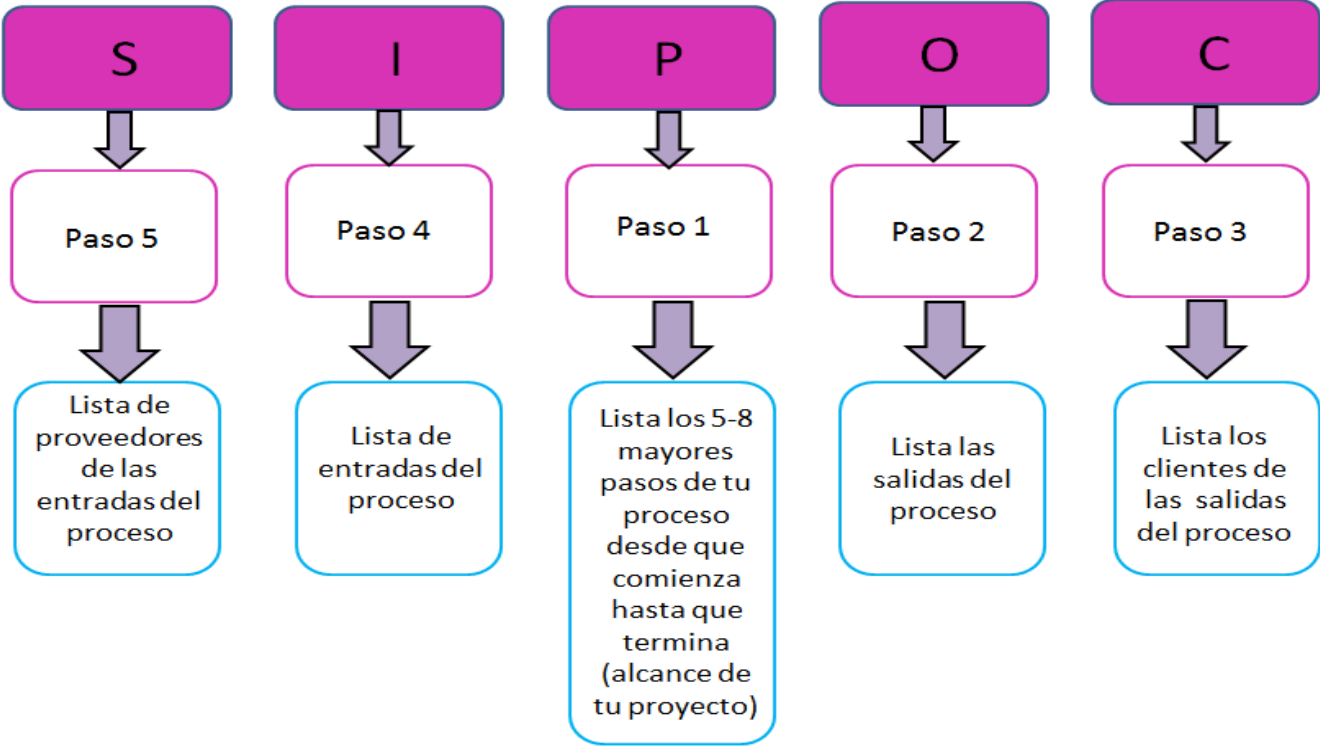 S
I
P
O
C
Paso 5
Paso 4
Paso 1
Paso 2
Paso 3
Lista de
proveedores
de las
entradas del
proceso
Lista de
entradas del
proceso
Lista los 5-8
mayores
pasos de tu
proceso
desde que
comienza
hasta que
termina
(alcance de
tu proyecto)
Lista las
salidas del
proceso
Lista los
clientes de
las salidas
del proceso